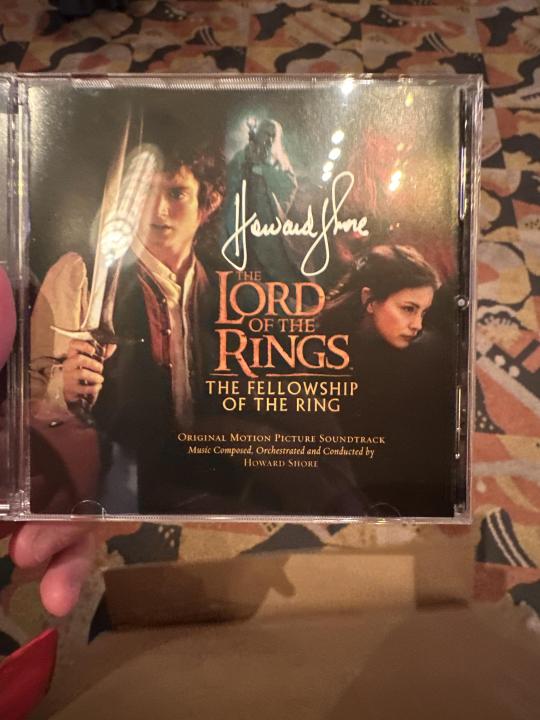 Howard Shore
THE
LORD
OF THE
RINGS
THE FELLOWSHIP
OF THE RING
ORIGINAL MOTION PICTURE SOUNDTRACK
Music Composed, Orchestrated and Conducted by
HOWARD SHORE